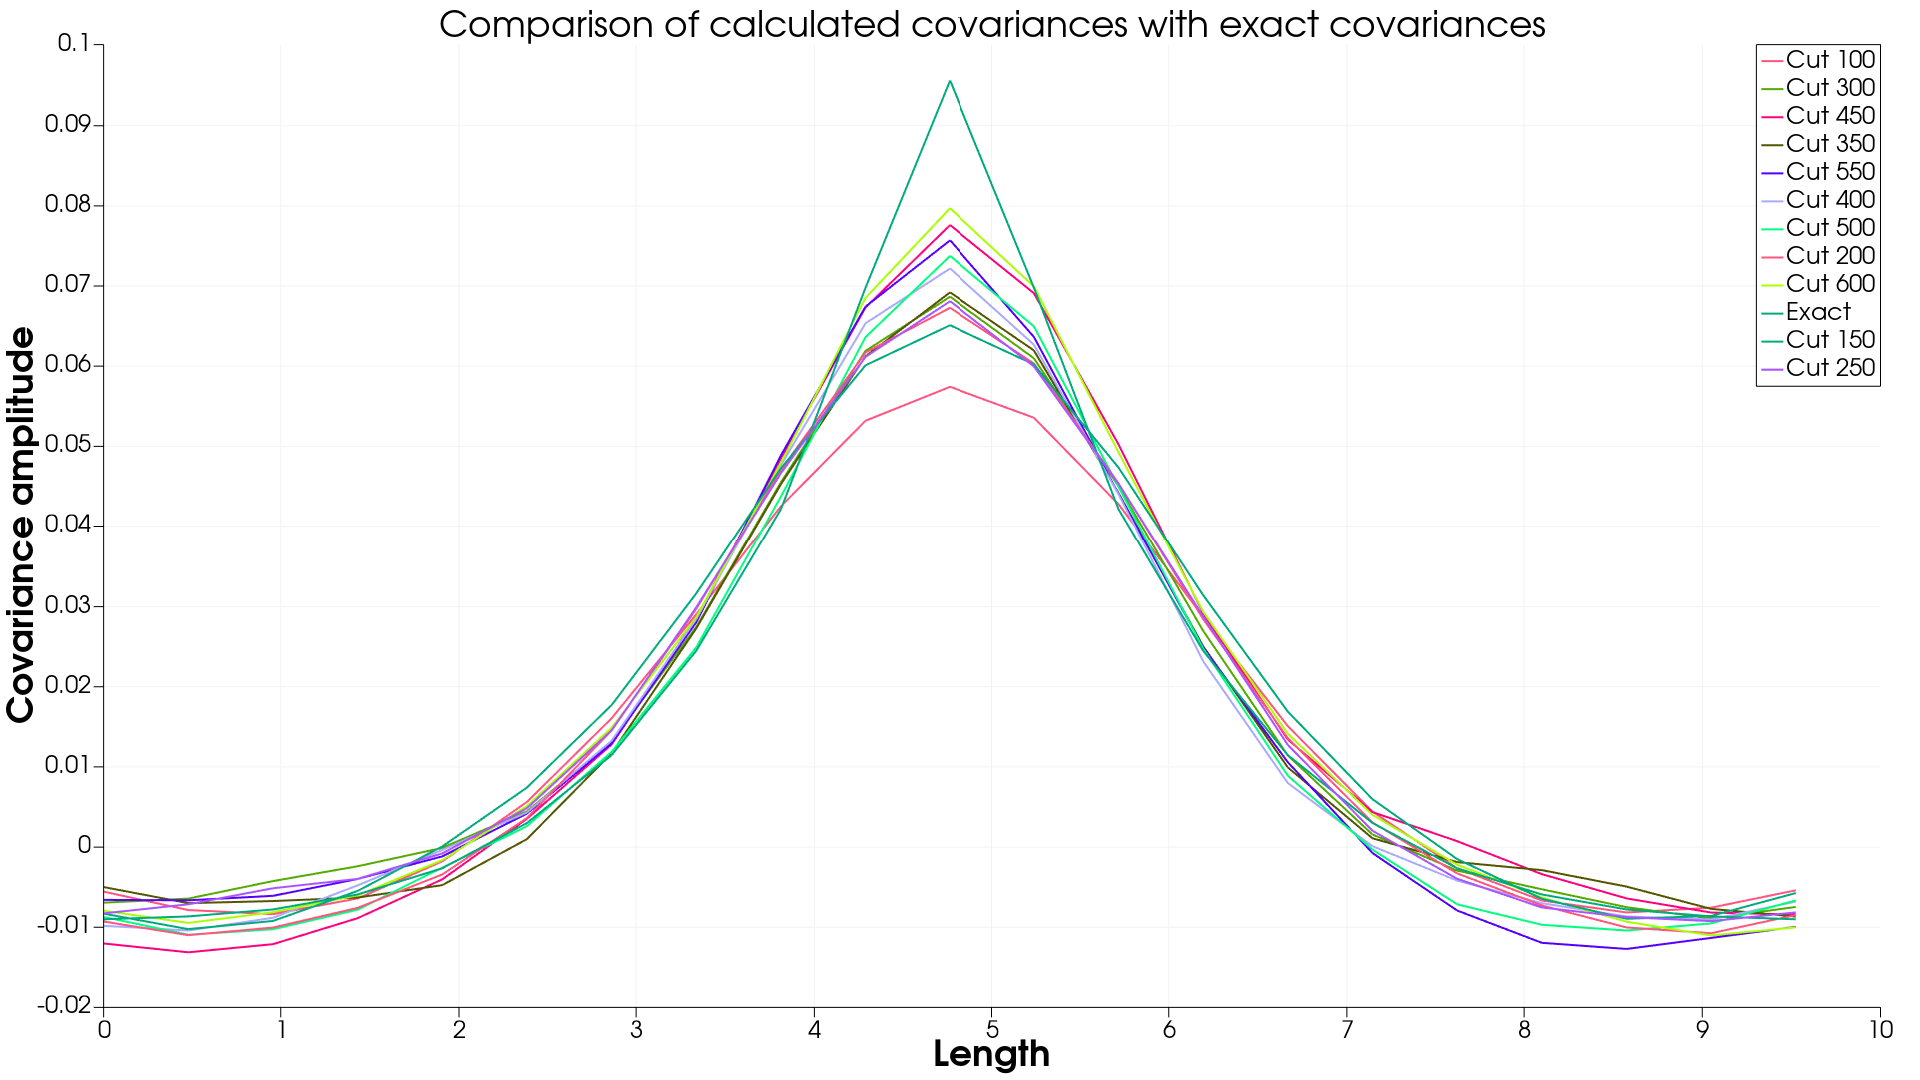 Comparison of calculated covariances with exact covariances
0.1
0.09
0.08
0.07
0.06
0.05
0.04
0.03
0.02
0.01
0
-0.01
-0.02
Covariance amplitude
Cut 100
Cut 300
Cut 450
Cut 350
Cut 550
Cut 400
Cut 500
Cut 200
Cut 600
Exact
Cut 150
Cut 250
0 1 2 3 4 5 6 7 8 9 10
Length